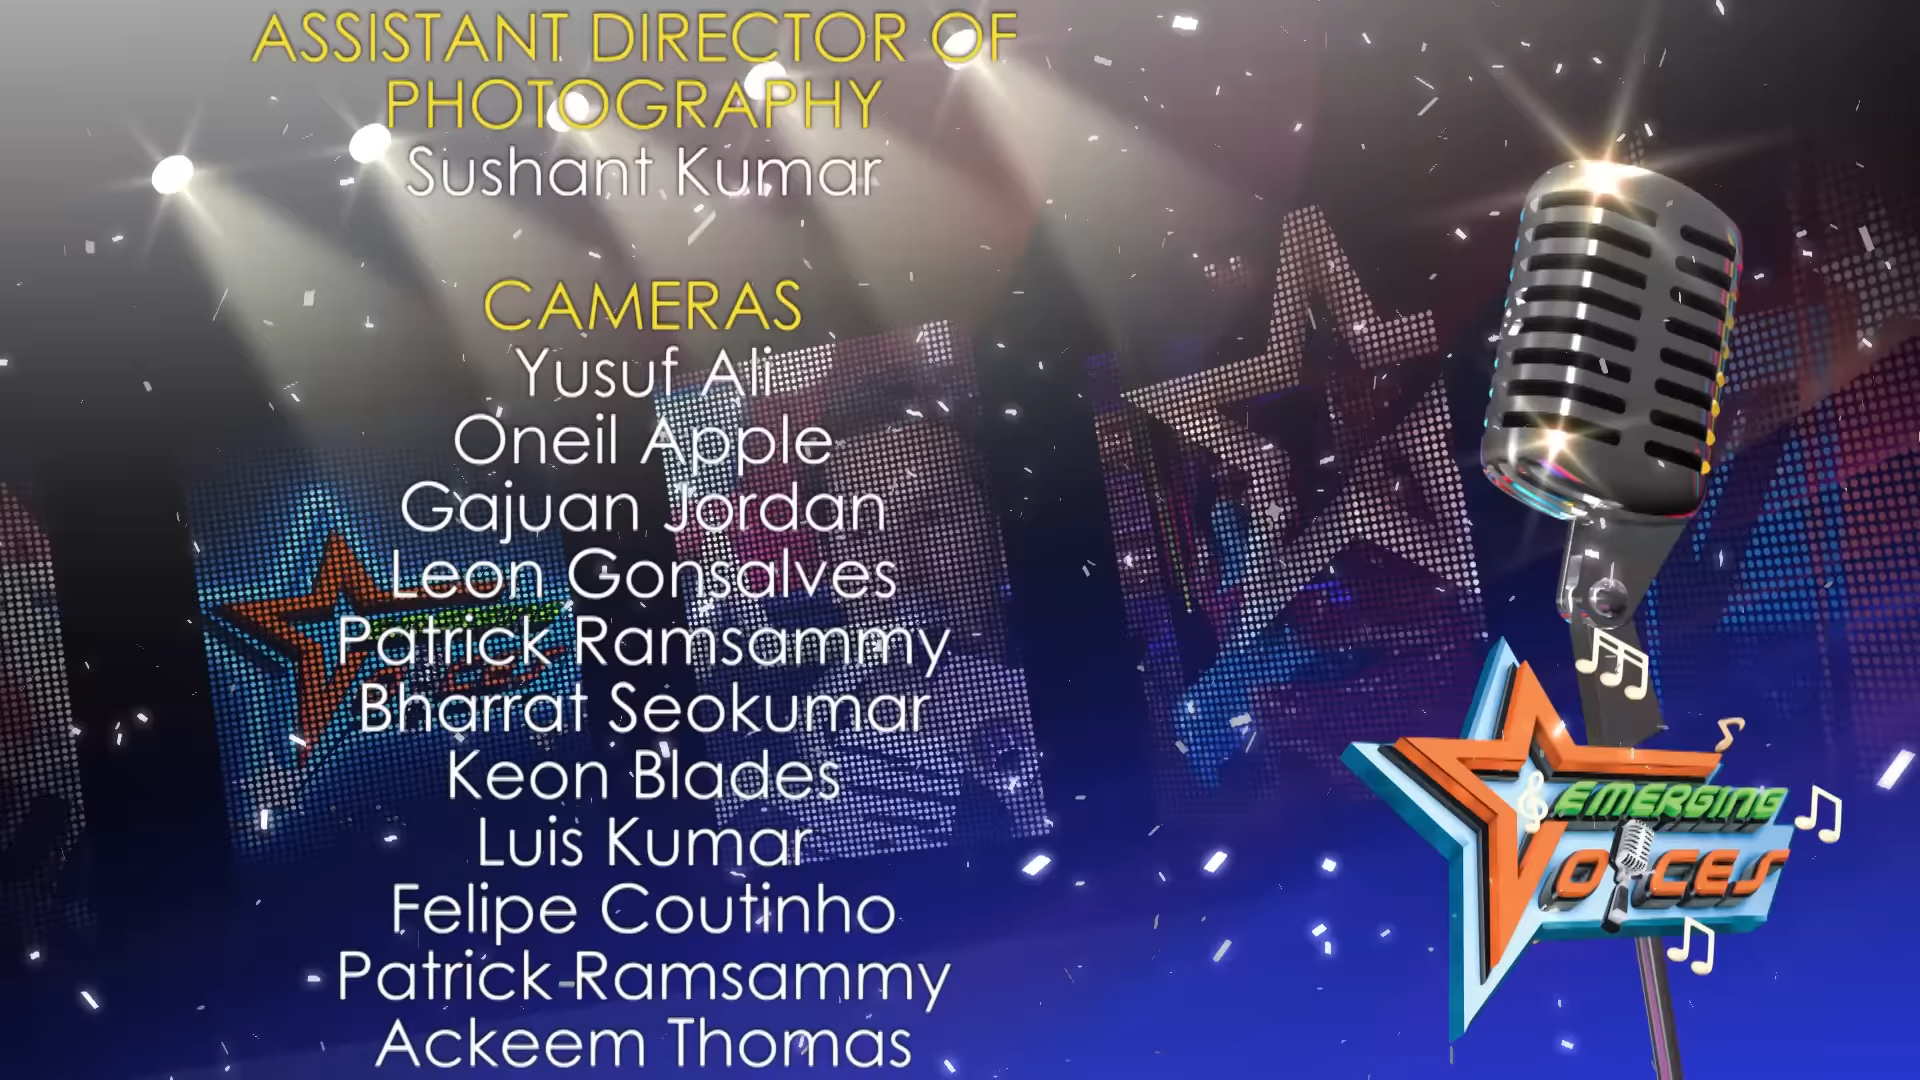 ASSISTANT DIRECTOR OF
PHOTOGRAPHY
Sushant Kumar
CAMERAS
Yusuf Ali
Oneil Apple
Gajuan Jordan
Leon Gonsalves
Patrick Ramsammy
Bharrat Seokumar
Keon Blades
Luis Kumar
Felipe Coutinho
Patrick Ramsammy
Ackeem Thomas
EMERGING
VOICES